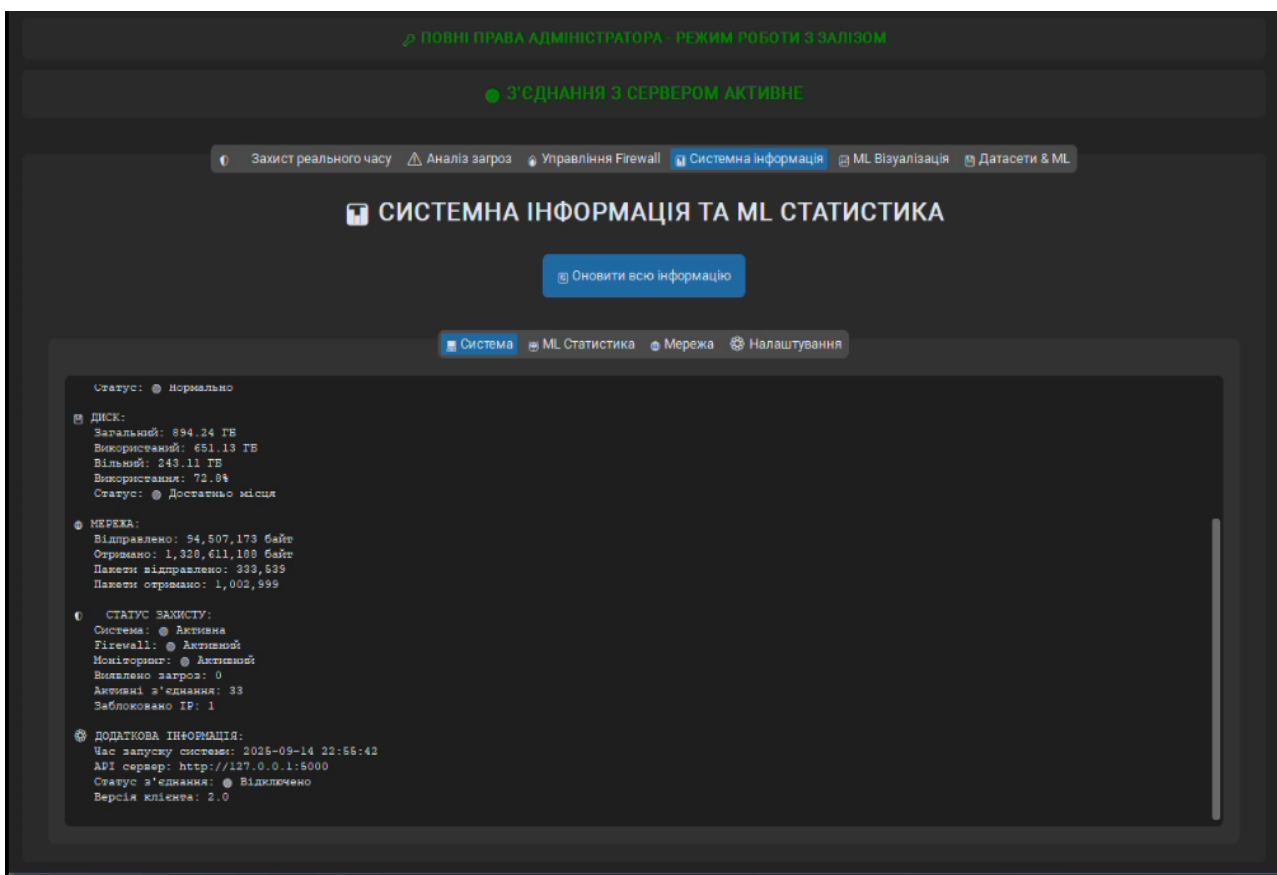 ПОВНІ ПРАВА АДМІНІСТРАТОРА - РЕЖИМ РОБОТИ З ЗАЛІЗОМ
З'ЄДНАННЯ З СЕРВЕРОМ АКТИВНЕ
Захист реального часу Аналіз загроз Управління Firewall Системна інформація ML Візуалізація Датасети & ML
СИСТЕМНА ІНФОРМАЦІЯ ТА ML СТАТИСТИКА
Оновити всю інформацію
Система ML Статистика Мережа Налаштування
Статус: Нормально
ДИСК:
Загальний: 894.24 ГБ
Використаний: 651.13 ГБ
Вільний: 243.11 ГБ
Використання: 72.8%
Статус: Достатньо місця
МЕРЕЖА:
Відправлено: 94,507,173 байт
Отримано: 1,328,611,188 байт
Пакети відправлено: 333,539
Пакети отримано: 1,002,999
СТАТУС ЗАХИСТУ:
Система: Активна
Firewall: Активний
Моніторинг: Активний
Виявлено загроз: 0
Активні з'єднання: 33
Заблоковано IP: 1
ДОДАТКОВА ІНФОРМАЦІЯ:
Час запуску системи: 2025-09-14 22:55:42
API сервер: http://127.0.0.1:5000
Статус з'єднання: Відключено
Версія клієнта: 2.0